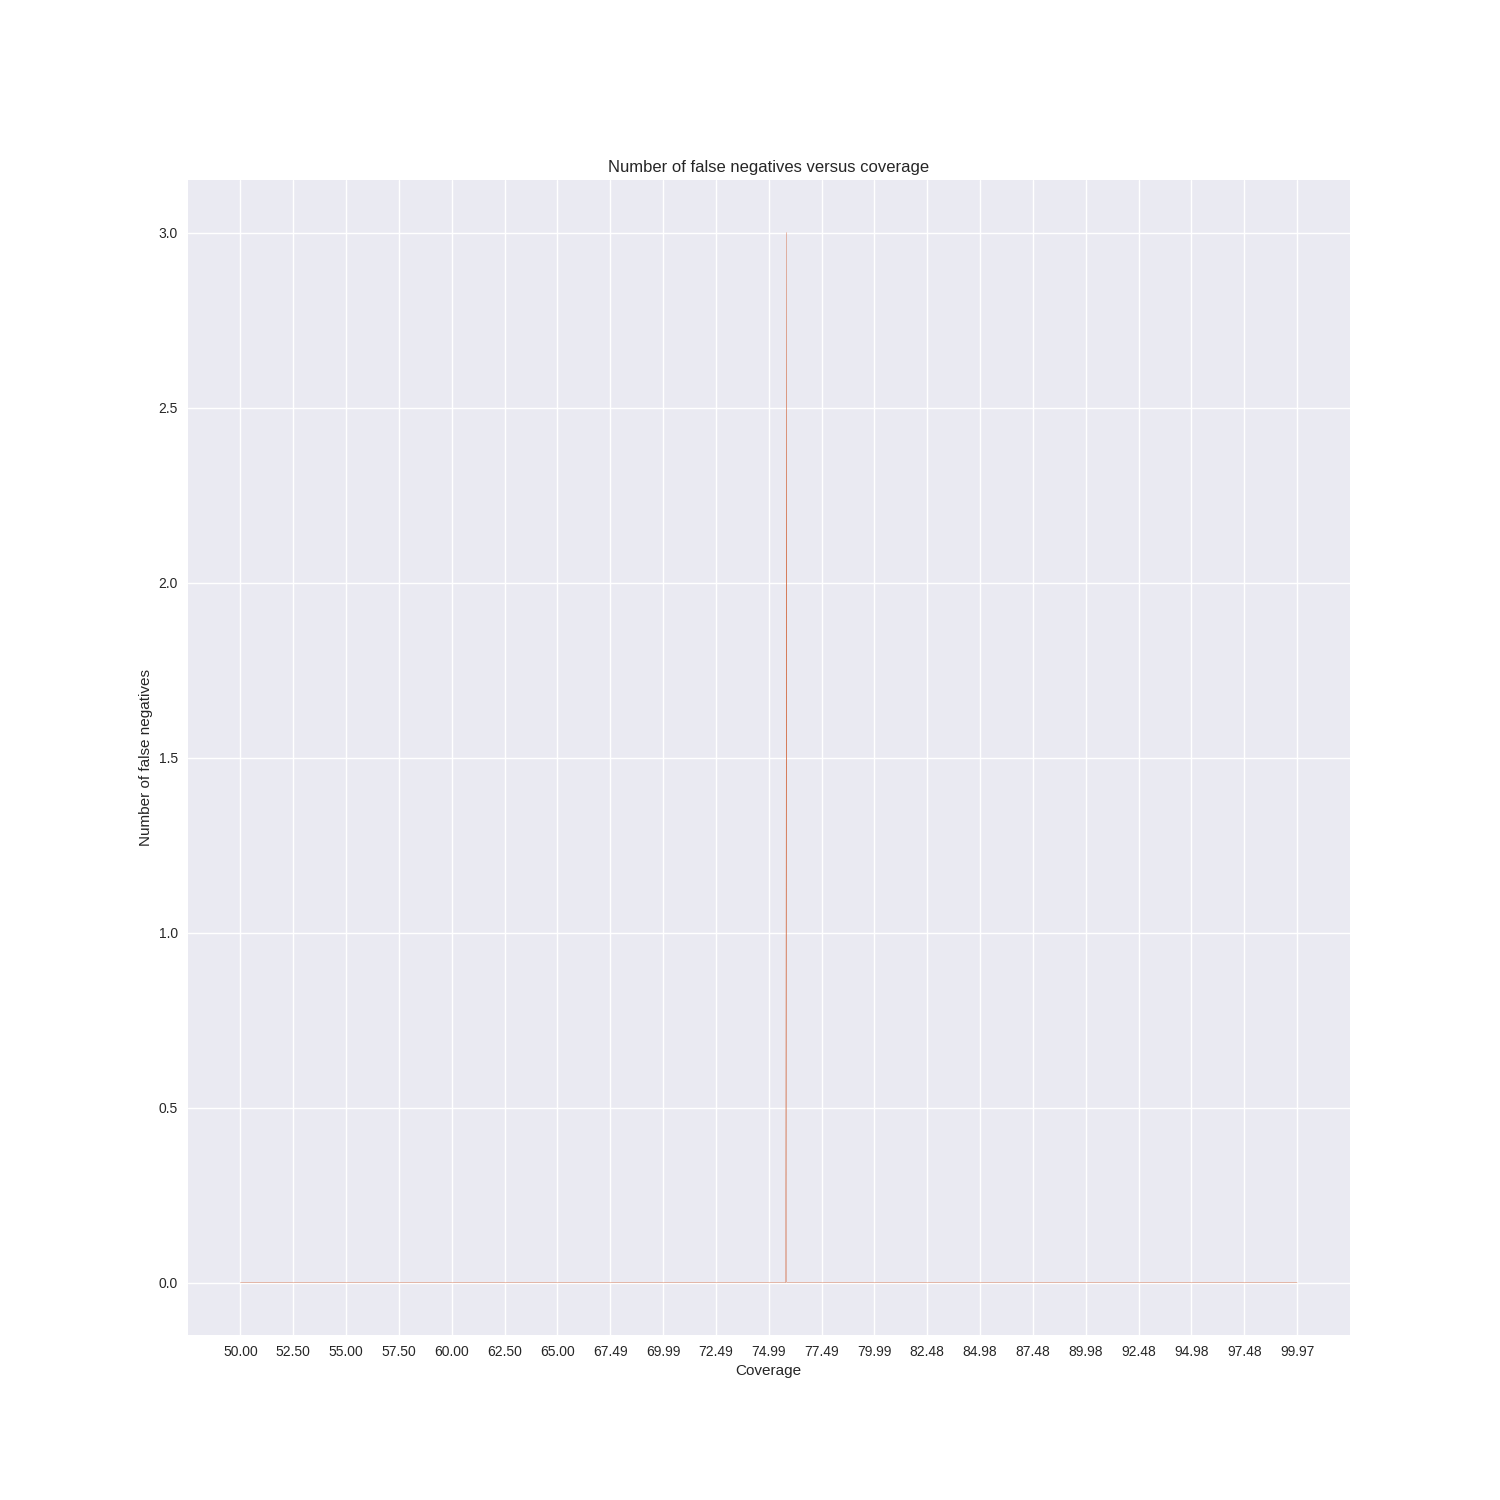 Number of false negatives versus coverage
3.0
2.5
2.0
1.5
1.0
0.5
0.0
Number of false negatives
50.00 52.50 55.00 57.50 60.00 62.50 65.00 67.49 69.99 72.49 74.99 77.49 79.99 82.48 84.98 87.48 89.98 92.48 94.98 97.48 99.97
Coverage